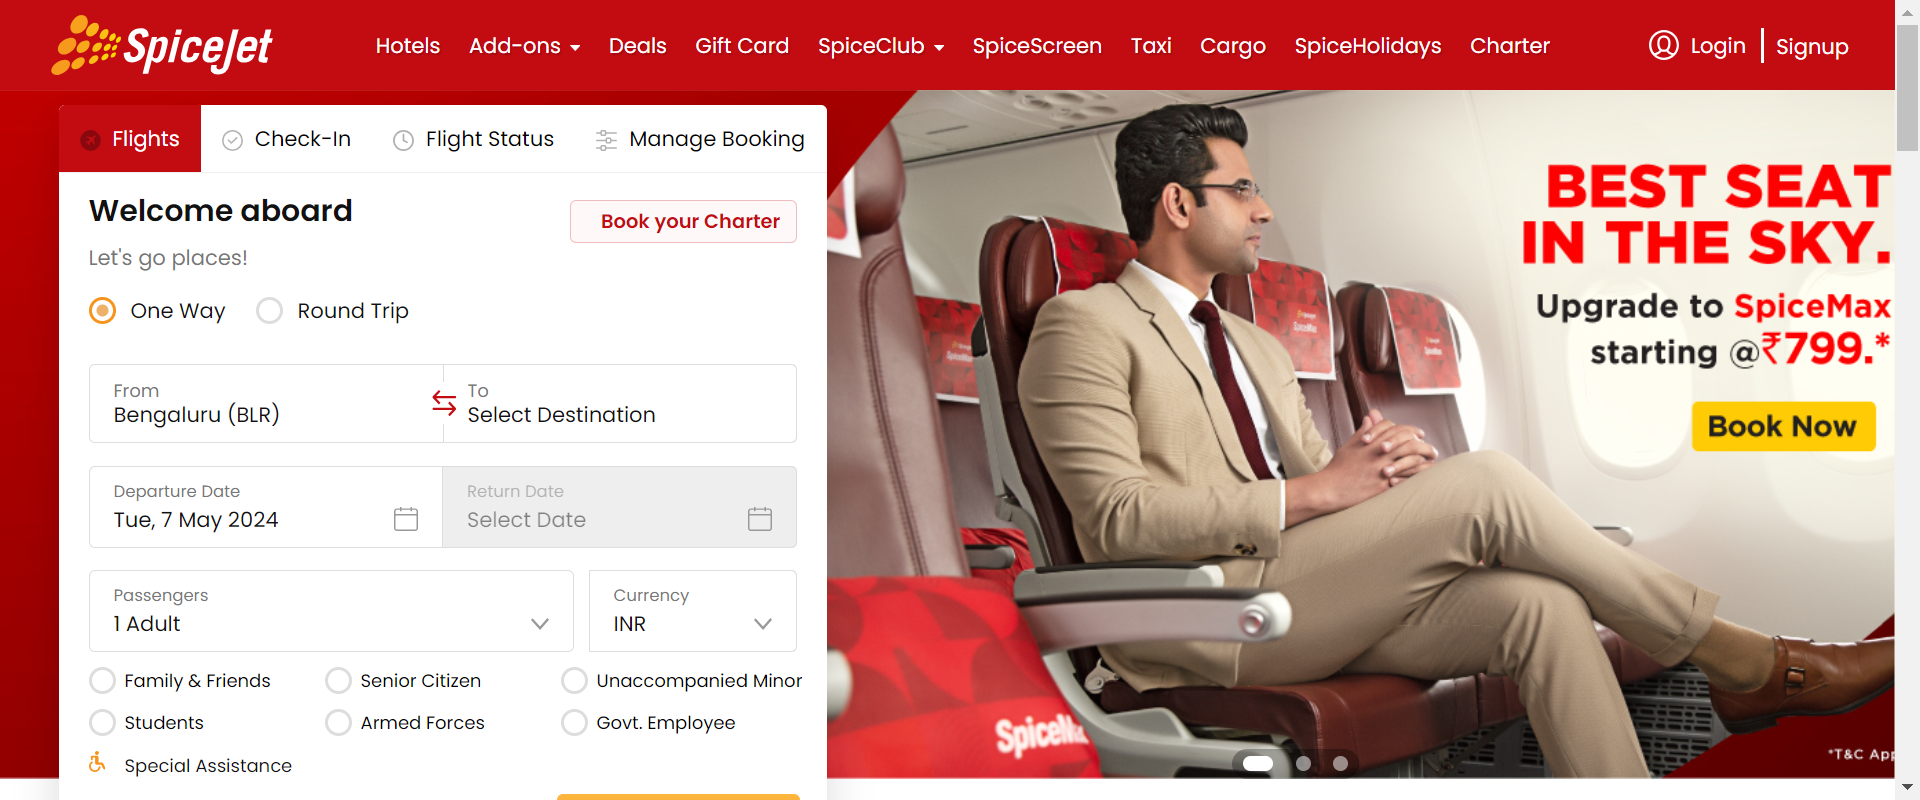 SpiceJet
Hotels Add-ons Deals Gift Card SpiceClub SpiceScreen Taxi Cargo SpiceHolidays Charter
Login Signup
Flights Check-In Flight Status Manage Booking
Welcome aboard
Book your Charter
Let's go places!
One Way Round Trip
From
Bengaluru (BLR)
To
Select Destination
Departure Date
Tue, 7 May 2024
Return Date
Select Date
Passengers
1 Adult
Currency
INR
Family & Friends Senior Citizen Unaccompanied Minor
Students Armed Forces Govt. Employee
Special Assistance
BEST SEAT
IN THE SKY.
Upgrade to SpiceMax
starting @₹799.*
Book Now
SpiceMax
SpiceMax
*T&C App